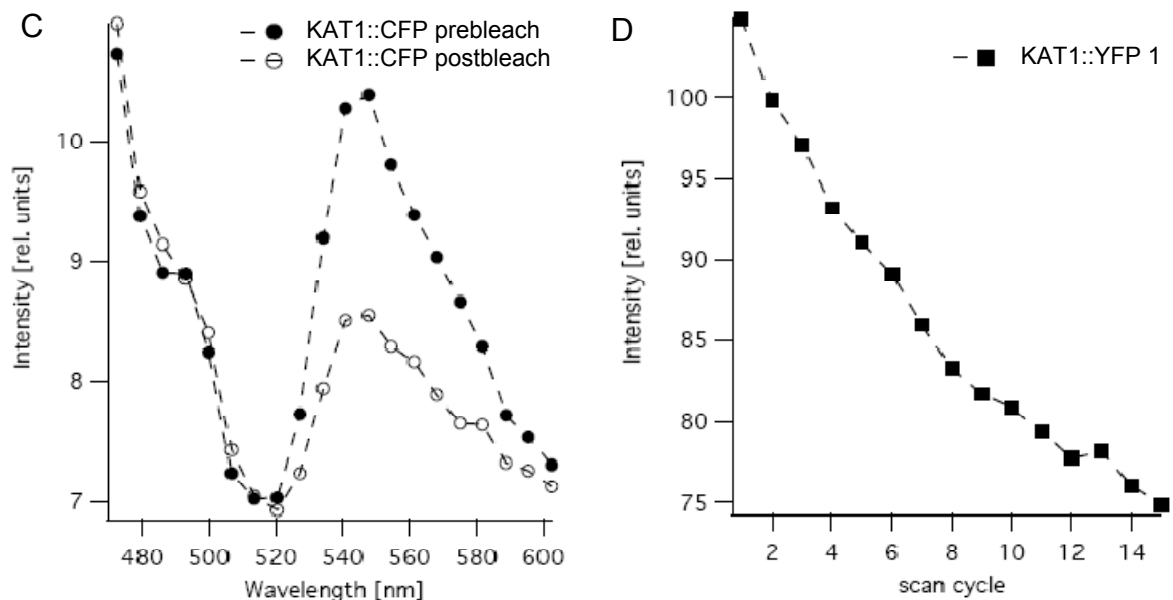 C
KAT1::CFP prebleach
KAT1::CFP postbleach
Intensity [rel. units]
10
9
8
7
480 500 520 540 560 580 600
Wavelength [nm]
D
KAT1::YFP 1
Intensity [rel. units]
100
95
90
85
80
75
2 4 6 8 10 12 14
scan cycle